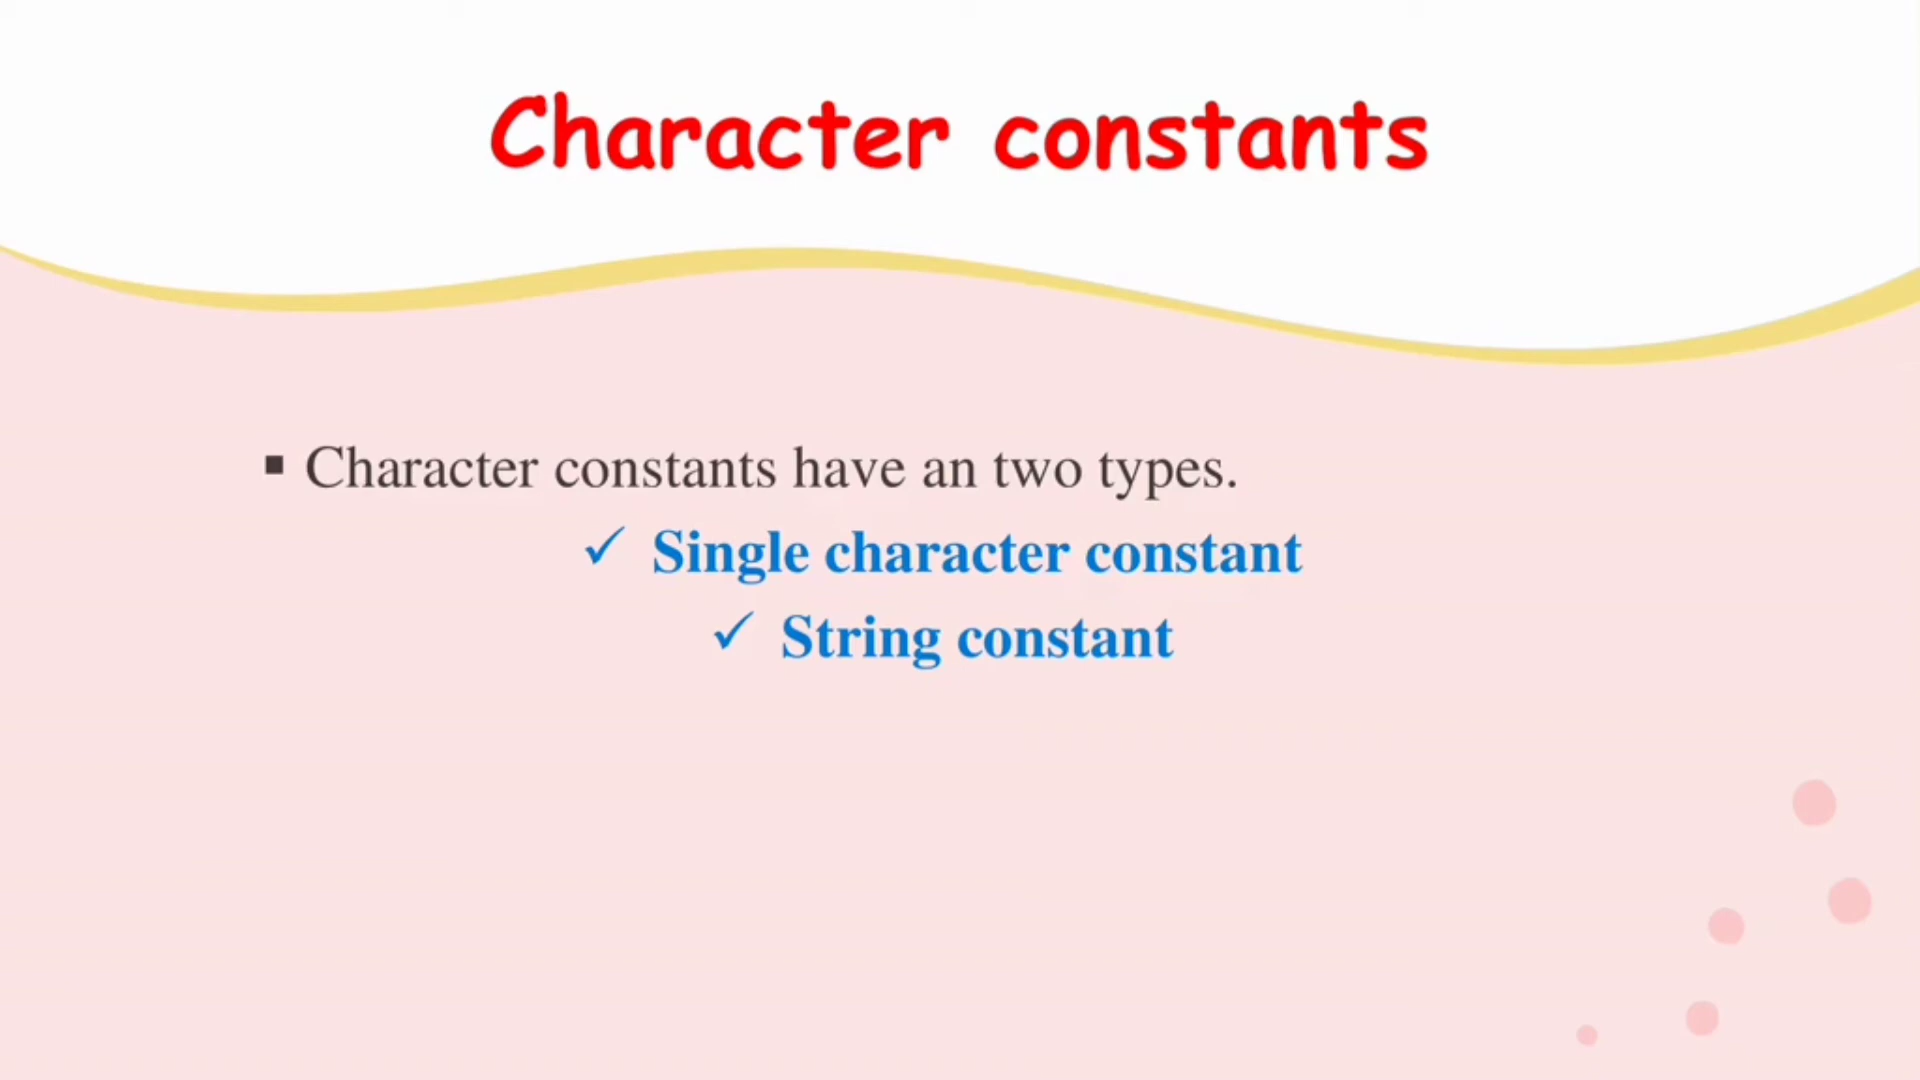 Character constants
▪ Character constants have an two types.
✓ Single character constant
✓ String constant